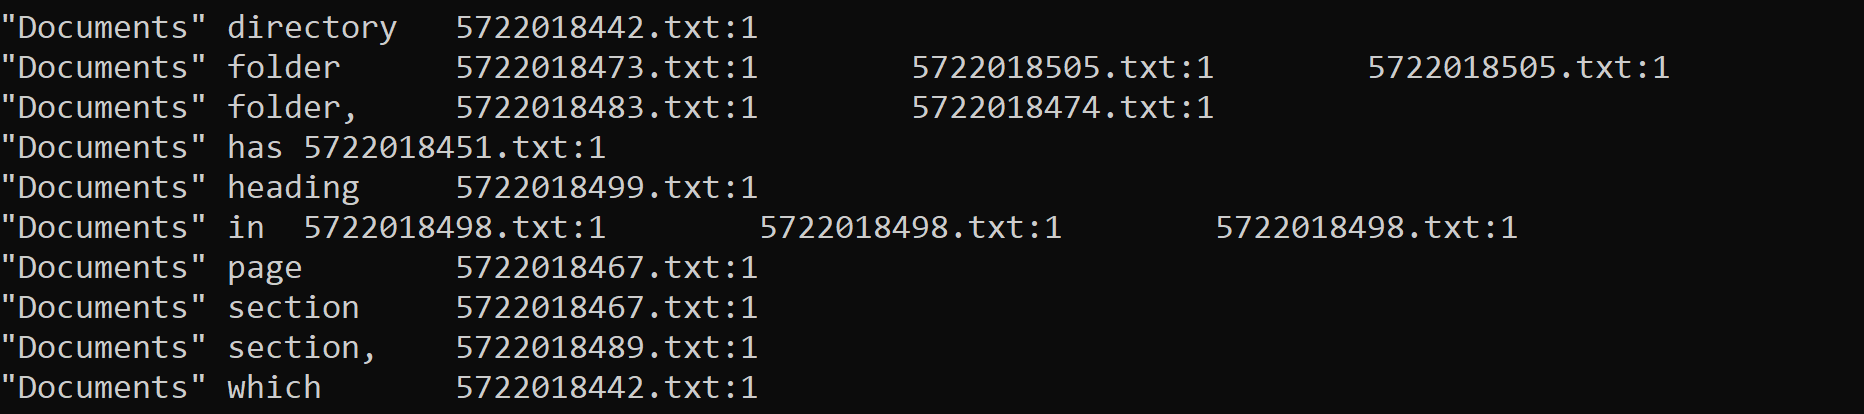 "Documents" directory   5722018442.txt:1
"Documents" folder      5722018473.txt:1        5722018505.txt:1        5722018505.txt:1
"Documents" folder,     5722018483.txt:1        5722018474.txt:1
"Documents" has 5722018451.txt:1
"Documents" heading     5722018499.txt:1
"Documents" in  5722018498.txt:1        5722018498.txt:1        5722018498.txt:1
"Documents" page        5722018467.txt:1
"Documents" section     5722018467.txt:1
"Documents" section,    5722018489.txt:1
"Documents" which       5722018442.txt:1